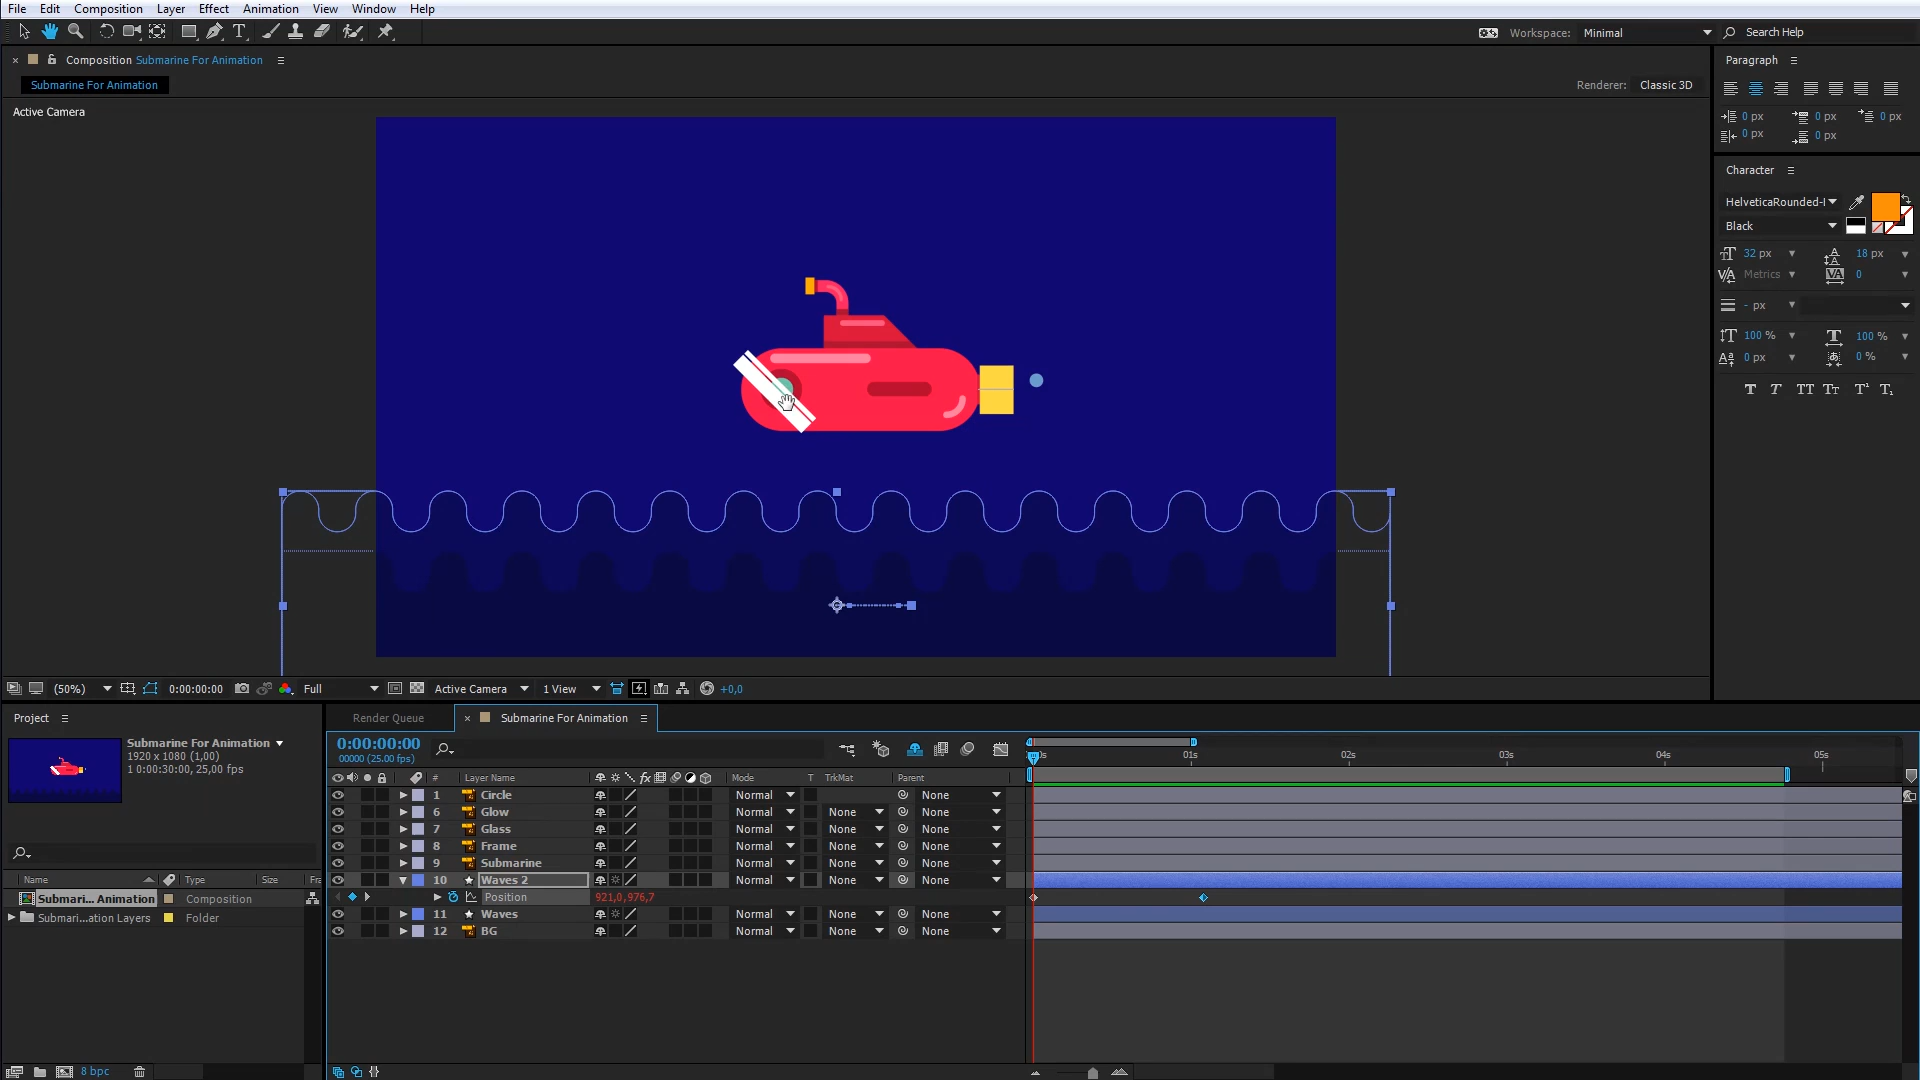 File Edit Composition Layer Effect Animation View Window Help
Workspace: Minimal Search Help
Composition Submarine For Animation
Submarine For Animation
Renderer: Classic 3D
Active Camera
Paragraph
0 px 0 px 0 px
0 px 0 px
Character
HelveticaRounded-l
Black
32 px 18 px
Metrics 0
- px
100 % 100 %
0 px 0 %
(50%) 0:00:00:00 Full Active Camera 1 View +0,0
Project
Submarine For Animation
1920 x 1080 (1,00)
1 0:00:30:00, 25,00 fps
Name Type Size Fra
Submari... Animation Composition
Submari...ation Layers Folder
8 bpc
Render Queue Submarine For Animation
0:00:00:00
00000 (25.00 fps)
# Layer Name Mode T TrkMat Parent
0s 01s 02s 03s 04s 05s
1 Circle Normal None
6 Glow Normal None None
7 Glass Normal None None
8 Frame Normal None None
9 Submarine Normal None None
10 Waves 2 Normal None None
Position 921,0,976,7
11 Waves Normal None None
12 BG Normal None None